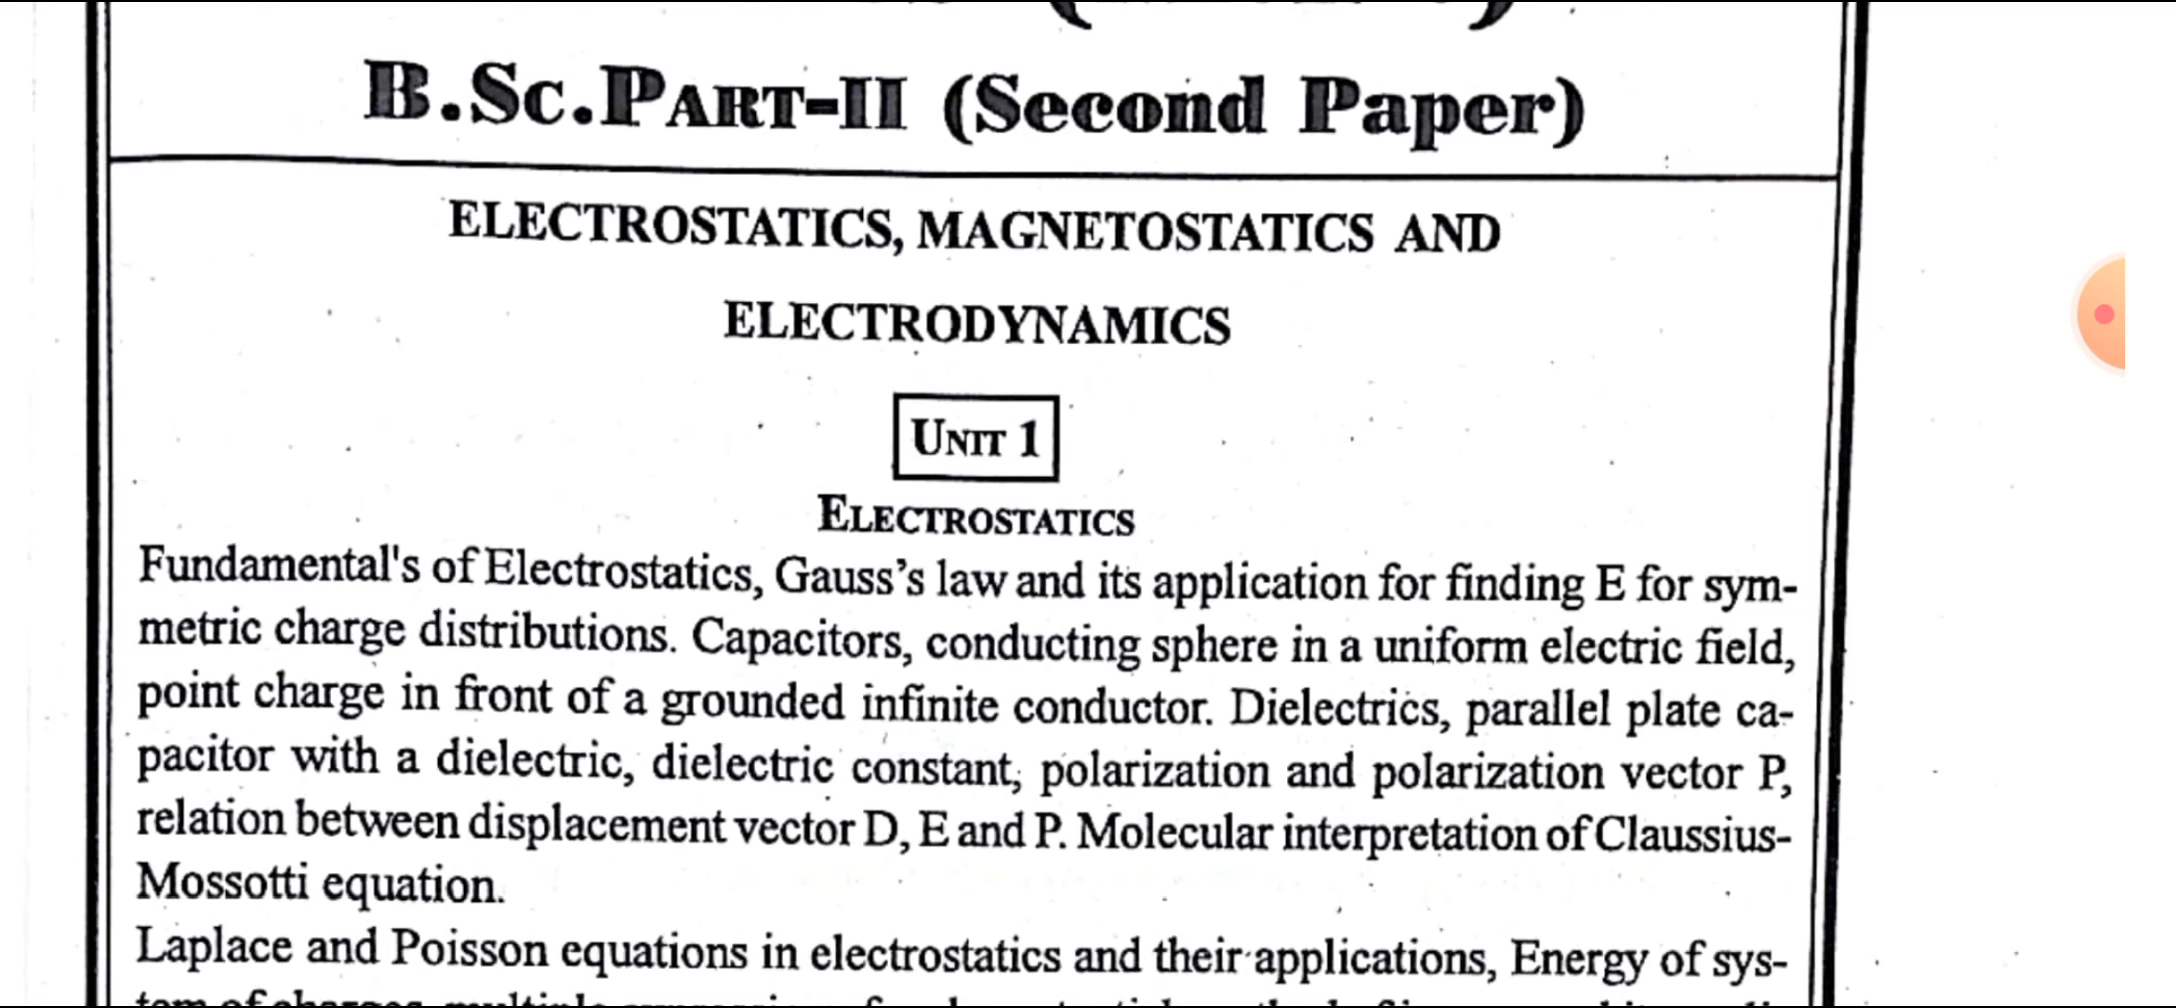 B.Sc.PART-II (Second Paper)
ELECTROSTATICS, MAGNETOSTATICS AND
ELECTRODYNAMICS
UNIT 1
ELECTROSTATICS
Fundamental's of Electrostatics, Gauss’s law and its application for finding E for sym-
metric charge distributions. Capacitors, conducting sphere in a uniform electric field,
point charge in front of a grounded infinite conductor. Dielectrics, parallel plate ca-
pacitor with a dielectric, dielectric constant, polarization and polarization vector P,
relation between displacement vector D, E and P. Molecular interpretation of Claussius-
Mossotti equation.
Laplace and Poisson equations in electrostatics and their applications, Energy of sys-